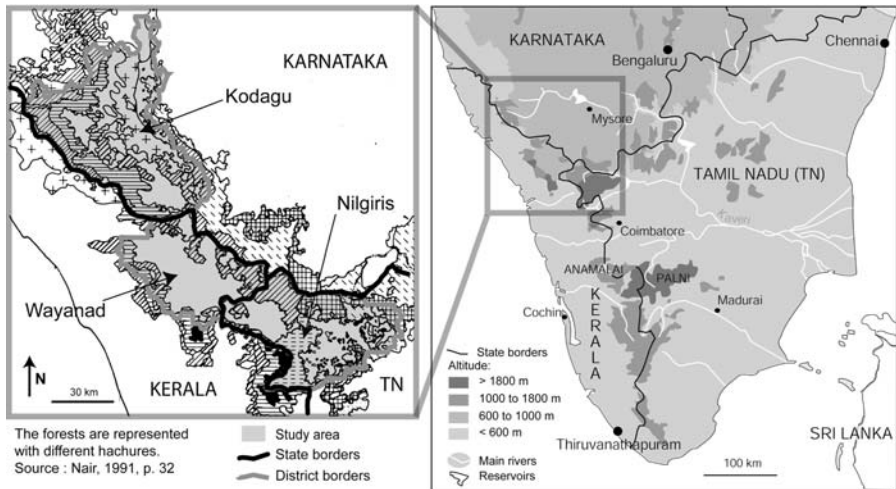 KARNATAKA
Kodagu
Nilgiris
Wayanad
N
30 km
KERALA
TN
The forests are represented
with different hachures.
Source : Nair, 1991, p. 32
Study area
State borders
District borders
KARNATAKA
Bengaluru
Chennai
Mysore
TAMIL NADU (TN)
Kaveri
Coimbatore
ANAMALAI
PALNI
Madurai
Cochin
KERALA
State borders
Altitude:
> 1800 m
1000 to 1800 m
600 to 1000 m
< 600 m
Main rivers
Reservoirs
Thiruvanathapuram
SRI LANKA
100 km